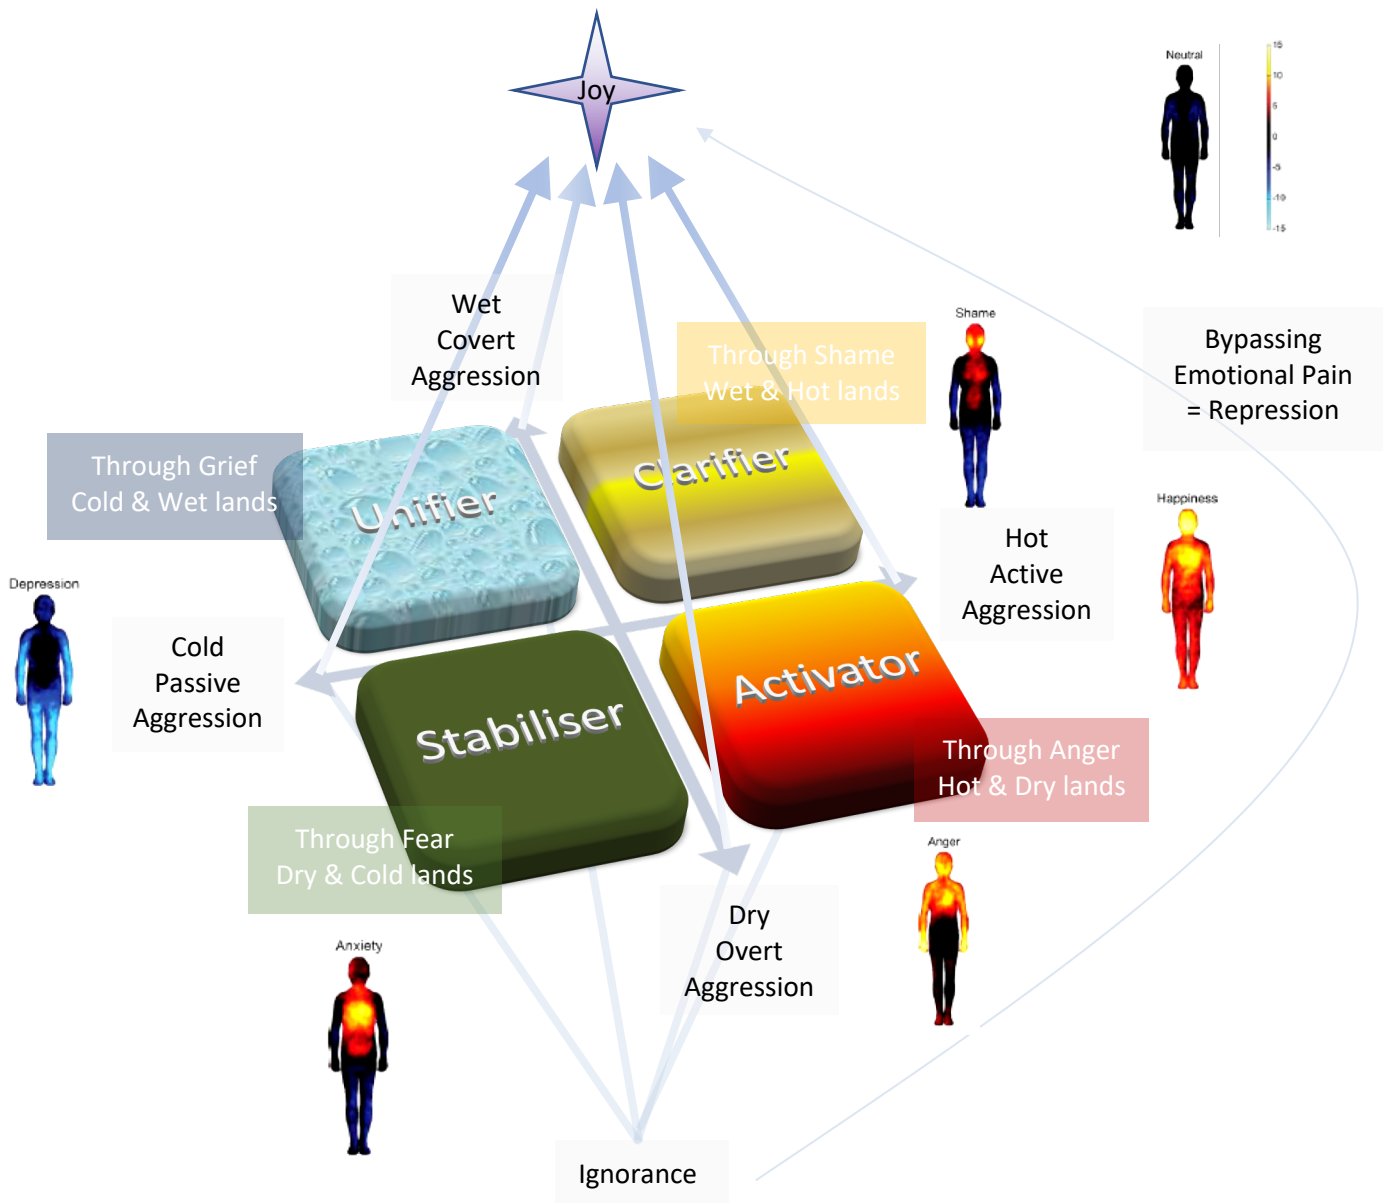 Joy
Neutral
15
10
5
0
-5
-10
-15
Wet
Covert
Aggression
Through Shame
Wet & Hot lands
Shame
Bypassing
Emotional Pain
= Repression
Through Grief
Cold & Wet lands
Unifier
Clarifier
Happiness
Hot
Active
Aggression
Depression
Cold
Passive
Aggression
Stabiliser
Activator
Through Anger
Hot & Dry lands
Through Fear
Dry & Cold lands
Anger
Dry
Overt
Aggression
Anxiety
Ignorance